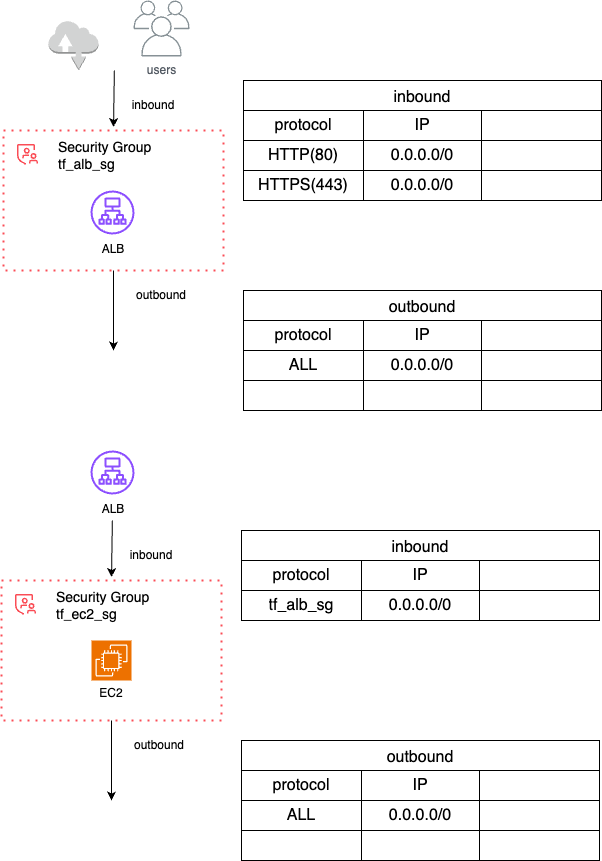 users
inbound
Security Group
tf_alb_sg
ALB
outbound
inbound
protocol IP
HTTP(80) 0.0.0.0/0
HTTPS(443) 0.0.0.0/0
outbound
protocol IP
ALL 0.0.0.0/0
ALB
inbound
Security Group
tf_ec2_sg
EC2
outbound
inbound
protocol IP
tf_alb_sg 0.0.0.0/0
outbound
protocol IP
ALL 0.0.0.0/0